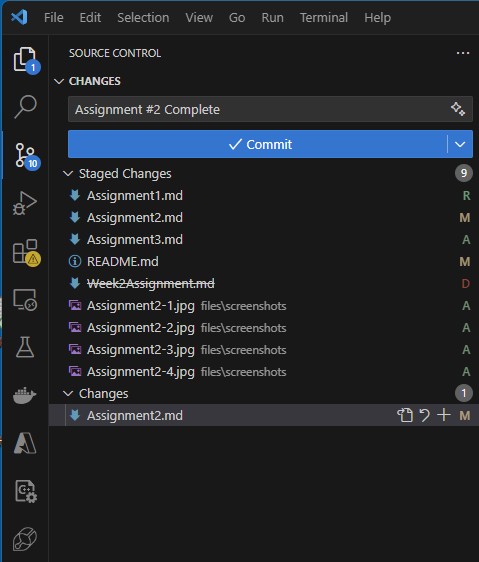 File Edit Selection View Go Run Terminal Help
SOURCE CONTROL ...
1
CHANGES
Assignment #2 Complete
Commit
10
Staged Changes 9
Assignment1.md R
Assignment2.md M
Assignment3.md A
README.md M
Week2Assignment.md D
Assignment2-1.jpg files\screenshots A
Assignment2-2.jpg files\screenshots A
Assignment2-3.jpg files\screenshots A
Assignment2-4.jpg files\screenshots A
Changes 1
Assignment2.md M